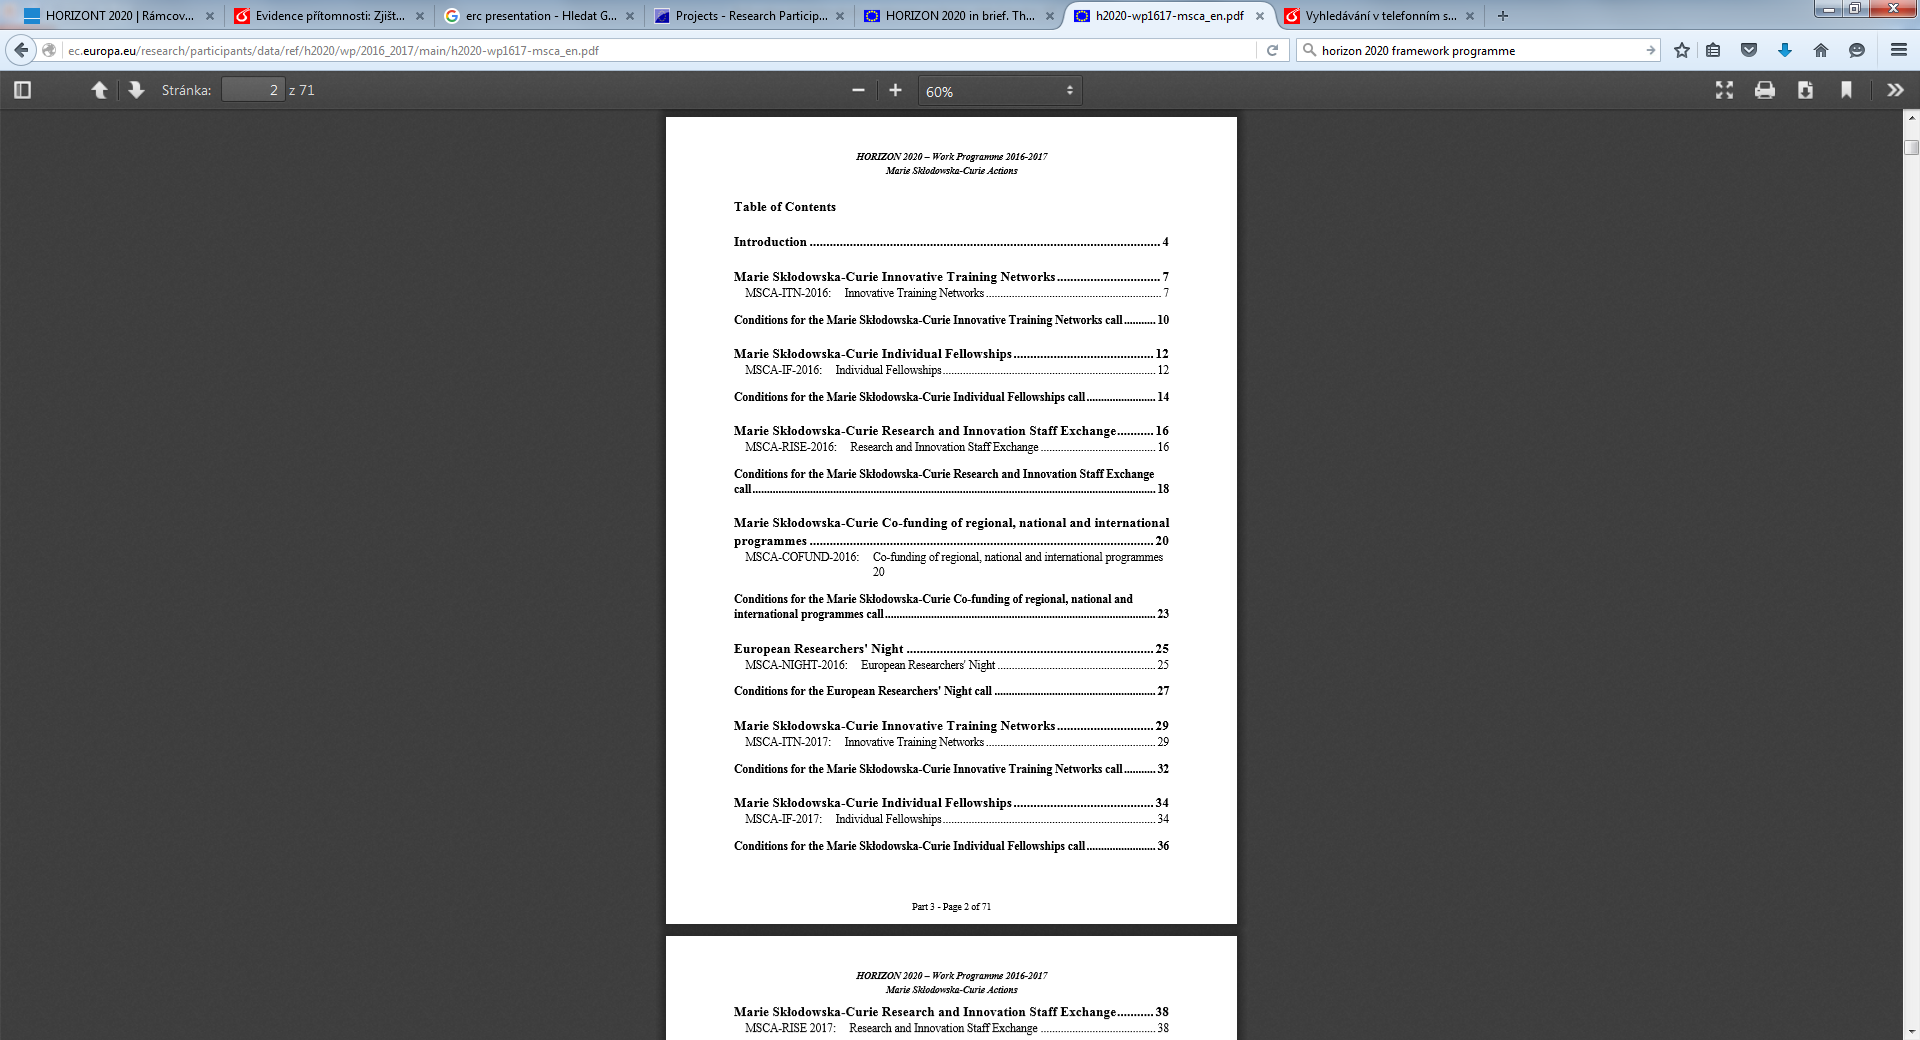 HORIZONT 2020 | Rámcov...
Evidence přítomnosti: Zjišt...
erc presentation - Hledat G...
Projects - Research Particip...
HORIZON 2020 in brief. Th...
h2020-wp1617-msca_en.pdf
Vyhledávání v telefonním s...
ec.europa.eu/research/participants/data/ref/h2020/wp/2016_2017/main/h2020-wp1617-msca_en.pdf
horizon 2020 framework programme
Stránka: 2 z 71
60%
HORIZON 2020 – Work Programme 2016-2017
Marie Skłodowska-Curie Actions
Table of Contents
Introduction ... 4
Marie Skłodowska-Curie Innovative Training Networks ... 7
MSCA-ITN-2016: Innovative Training Networks ... 7
Conditions for the Marie Skłodowska-Curie Innovative Training Networks call ... 10
Marie Skłodowska-Curie Individual Fellowships ... 12
MSCA-IF-2016: Individual Fellowships ... 12
Conditions for the Marie Skłodowska-Curie Individual Fellowships call ... 14
Marie Skłodowska-Curie Research and Innovation Staff Exchange ... 16
MSCA-RISE-2016: Research and Innovation Staff Exchange ... 16
Conditions for the Marie Skłodowska-Curie Research and Innovation Staff Exchange
call ... 18
Marie Skłodowska-Curie Co-funding of regional, national and international
programmes ... 20
MSCA-COFUND-2016: Co-funding of regional, national and international programmes
20
Conditions for the Marie Skłodowska-Curie Co-funding of regional, national and
international programmes call ... 23
European Researchers' Night ... 25
MSCA-NIGHT-2016: European Researchers' Night ... 25
Conditions for the European Researchers' Night call ... 27
Marie Skłodowska-Curie Innovative Training Networks ... 29
MSCA-ITN-2017: Innovative Training Networks ... 29
Conditions for the Marie Skłodowska-Curie Innovative Training Networks call ... 32
Marie Skłodowska-Curie Individual Fellowships ... 34
MSCA-IF-2017: Individual Fellowships ... 34
Conditions for the Marie Skłodowska-Curie Individual Fellowships call ... 36
Part 3 - Page 2 of 71
HORIZON 2020 – Work Programme 2016-2017
Marie Skłodowska-Curie Actions
Marie Skłodowska-Curie Research and Innovation Staff Exchange ... 38
MSCA-RISE 2017: Research and Innovation Staff Exchange ... 38